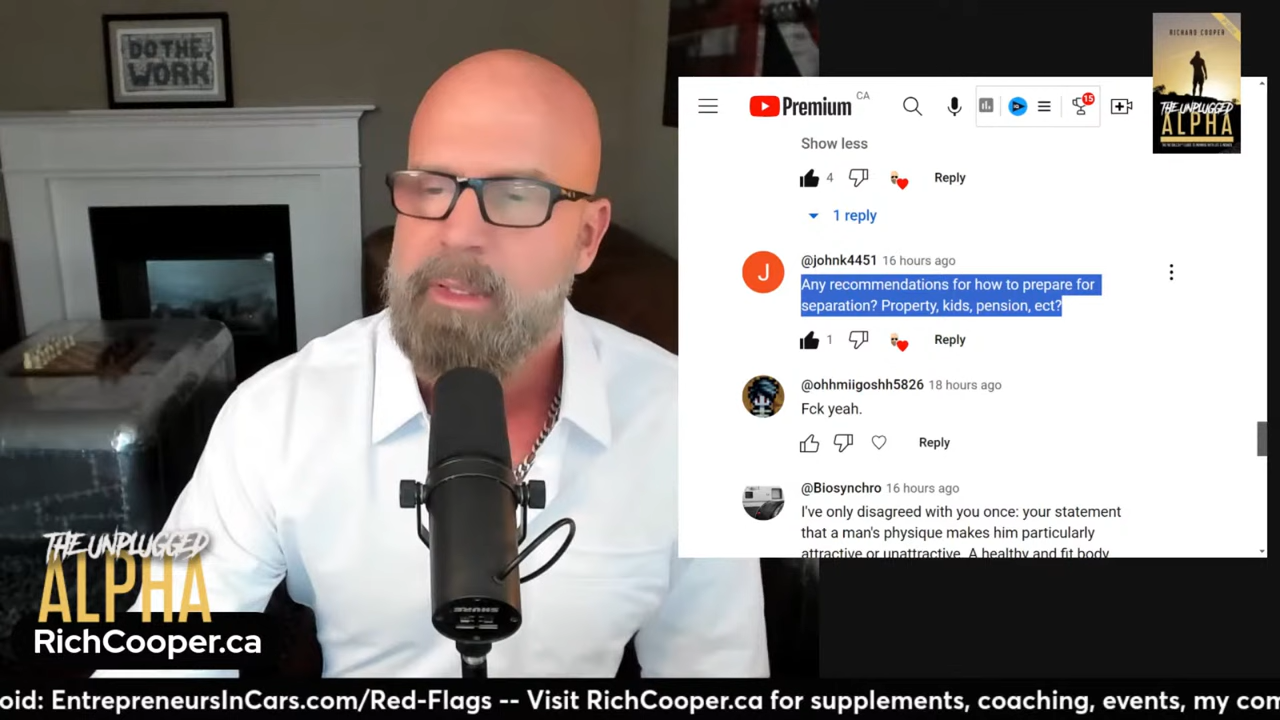 DO THE
WORK
RICHARD COOPER
THE UNPLUGGED
ALPHA
Premium
CA
15
Show less
4
Reply
1 reply
J
@johnk4451 16 hours ago
Any recommendations for how to prepare for
separation? Property, kids, pension, ect?
1
Reply
@ohhmiigoshh5826 18 hours ago
Fck yeah.
Reply
@Biosynchro 16 hours ago
I've only disagreed with you once: your statement
that a man's physique makes him particularly
attractive or unattractive. A healthy and fit body
THE UNPLUGGED
ALPHA
RichCooper.ca
oid: EntrepreneursInCars.com/Red-Flags -- Visit RichCooper.ca for supplements, coaching, events, my con